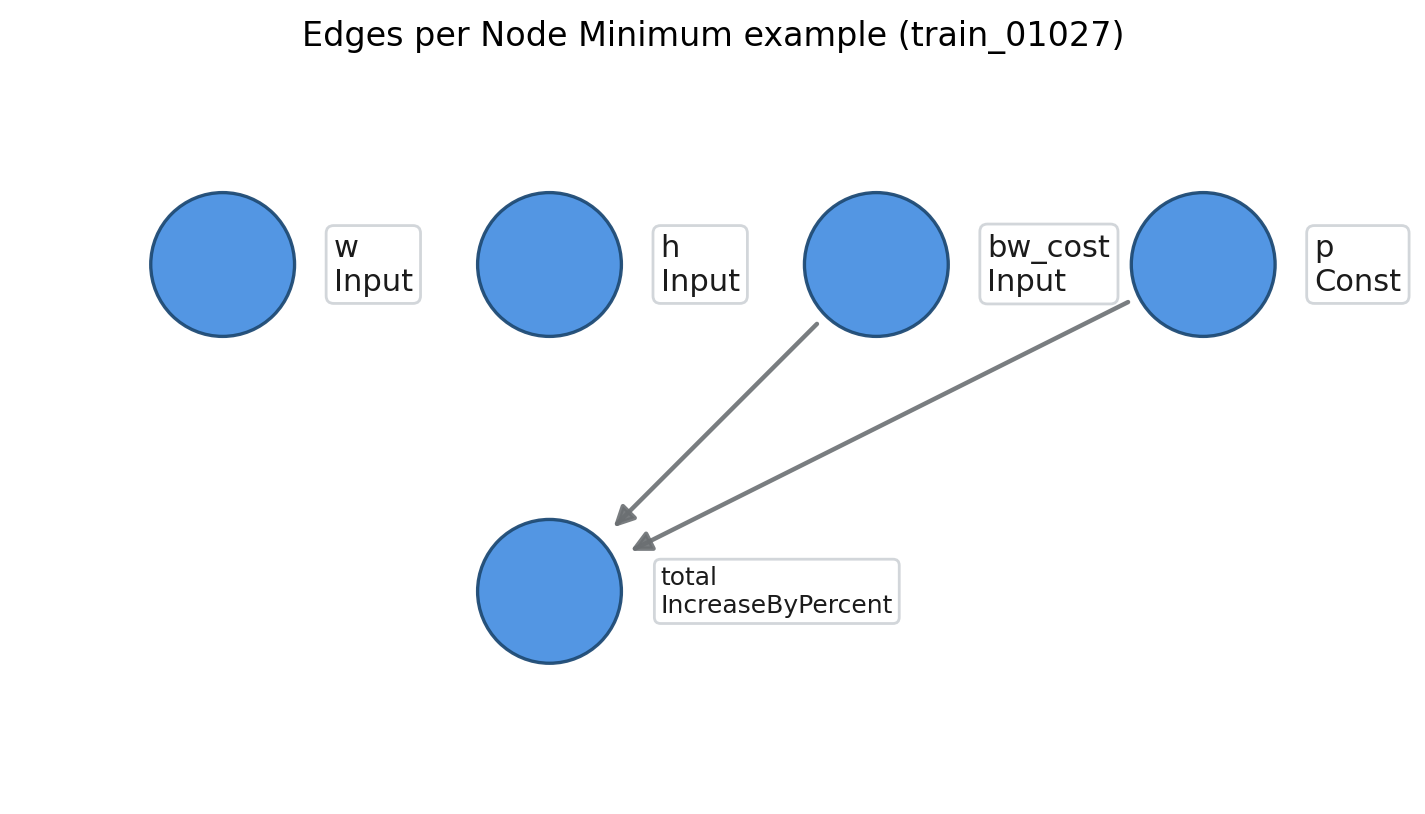 Edges per Node Minimum example (train_01027)
w
Input
h
Input
bw_cost
Input
p
Const
total
IncreaseByPercent